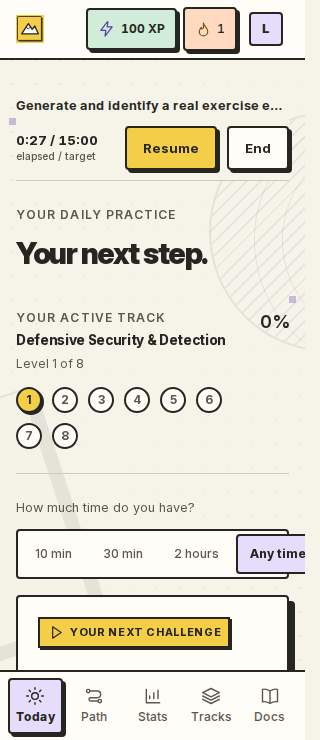 100 XP
1
L
Generate and identify a real exercise e...
0:27 / 15:00
elapsed / target
Resume
End
YOUR DAILY PRACTICE
Your next step.
YOUR ACTIVE TRACK
0%
Defensive Security & Detection
Level 1 of 8
1 2 3 4 5 6
7 8
How much time do you have?
10 min 30 min 2 hours Any time
YOUR NEXT CHALLENGE
Today Path Stats Tracks Docs